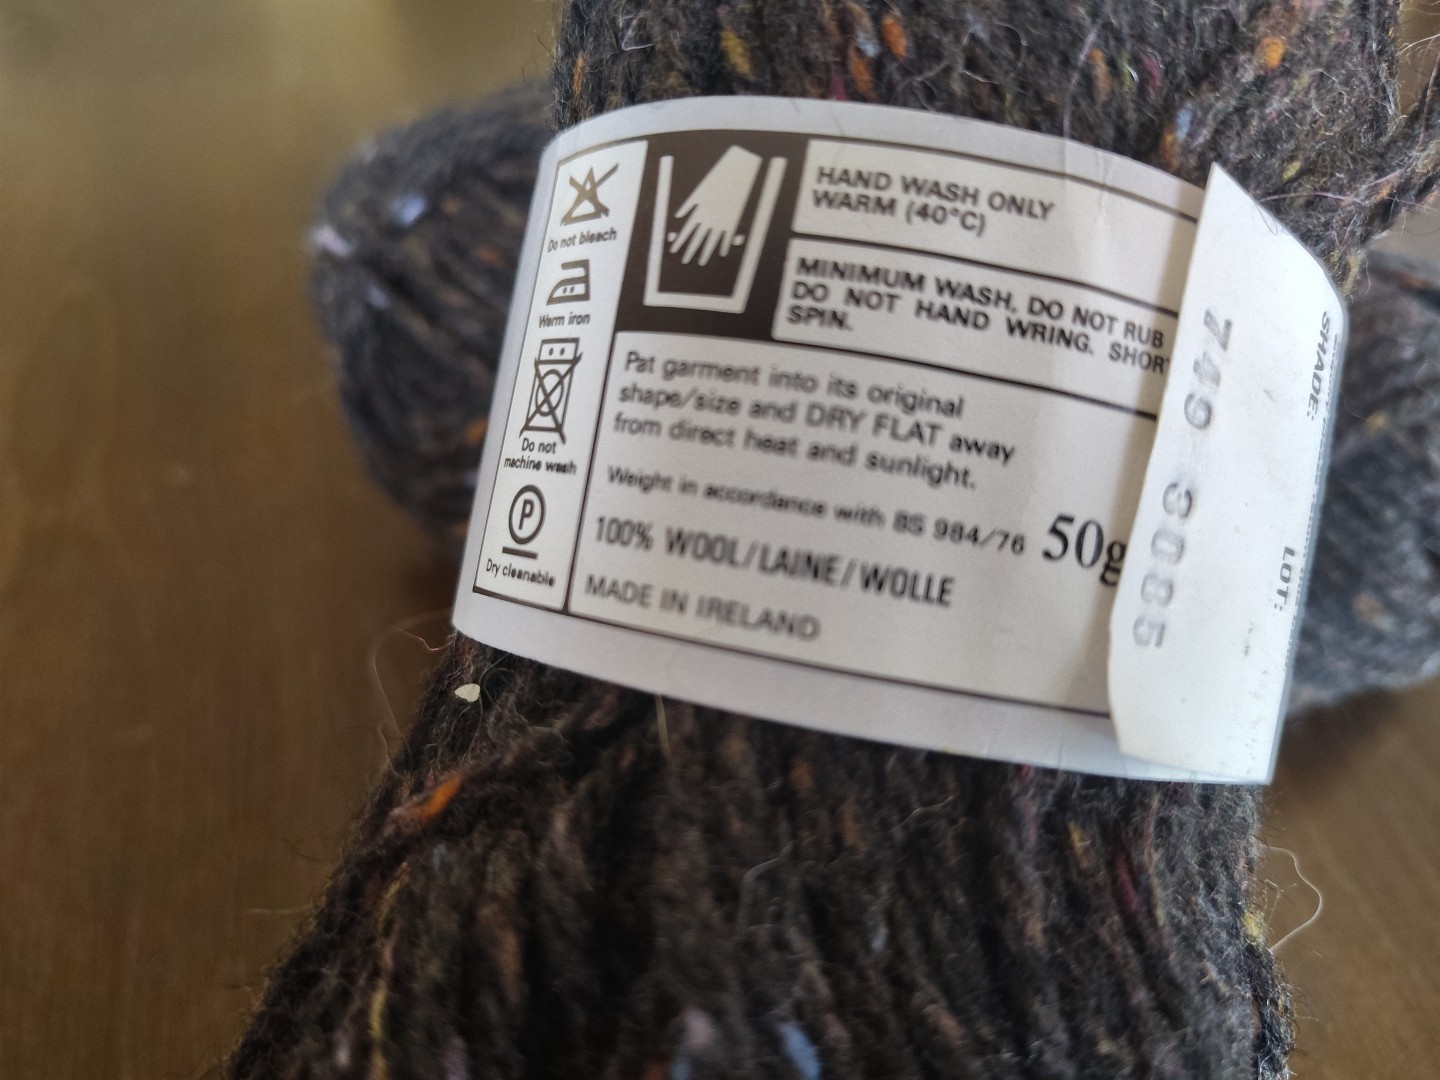 Do not bleach
Warm iron
Do not
machine wash
P
Dry cleanable
HAND WASH ONLY
WARM (40°C)
MINIMUM WASH, DO NOT RUB
DO NOT HAND WRING. SHORT
SPIN.
Pat garment into its original
shape/size and DRY FLAT away
from direct heat and sunlight.
Weight in accordance with BS 984/76 50g
100% WOOL/LAINE/WOLLE
MADE IN IRELAND
SHADE: LOT:
749 3085